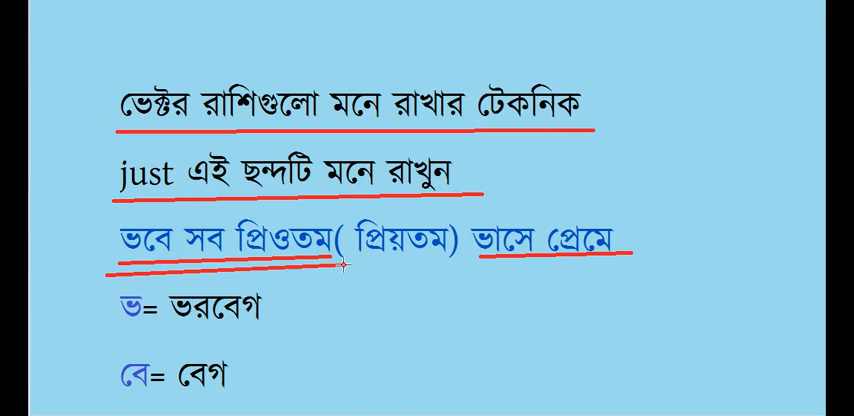 ভেক্টর রাশিগুলো মনে রাখার টেকনিক
just এই ছন্দটি মনে রাখুন
ভবে সব প্রিওতম( প্রিয়তম) ভাসে প্রেমে
ভ= ভরবেগ
বে= বেগ